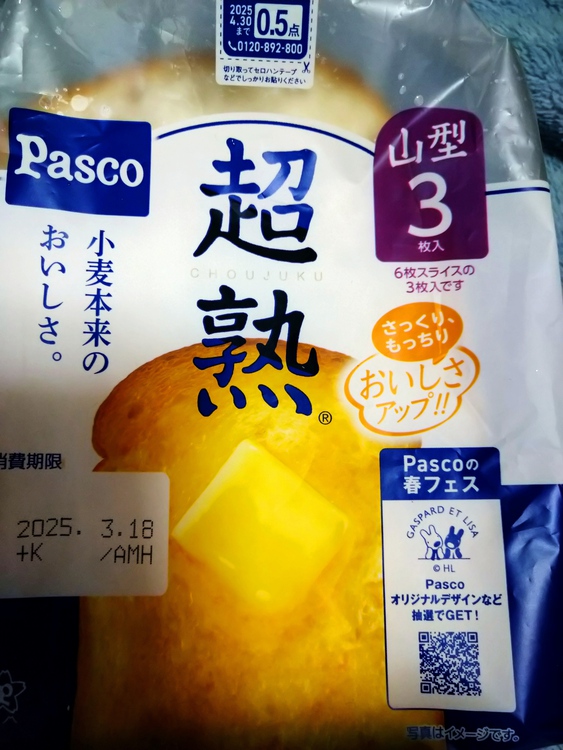 2025
4.30
まで
0.5点
0120-892-800
切り取ってセロハンテープ
などでしっかりお貼りください
Pasco
超熟
CHOUJUKU
®
山型
3
枚入
6枚スライスの
3枚入です
小麦本来の
おいしさ。
さっくり、
もっちり
おいしさ
アップ!!
消費期限
2025. 3.18
+K /AMH
Pascoの
春フェス
GASPARD ET LISA
© HL
Pasco
オリジナルデザインなど
抽選でGET!
写真はイメージです。